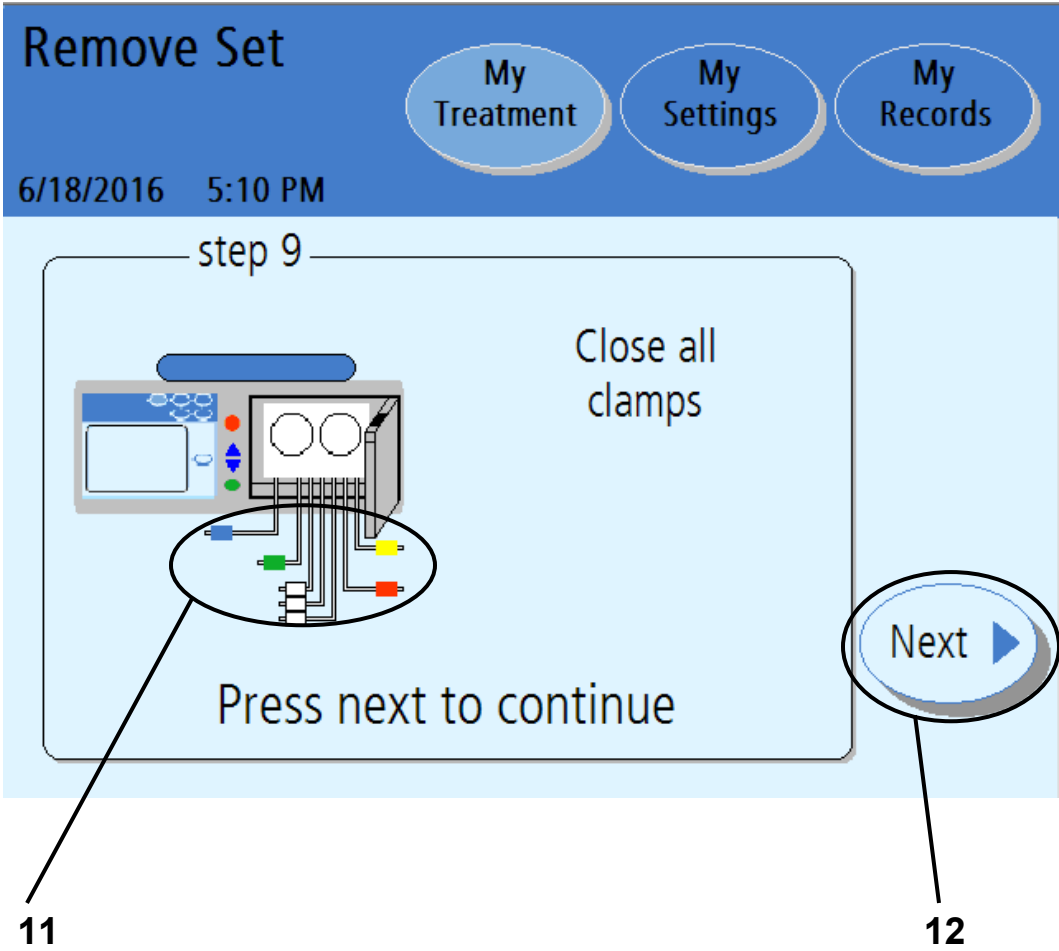 Remove Set
My
Treatment
My
Settings
My
Records
6/18/2016 5:10 PM
step 9
Close all
clamps
Next
Press next to continue
11
12